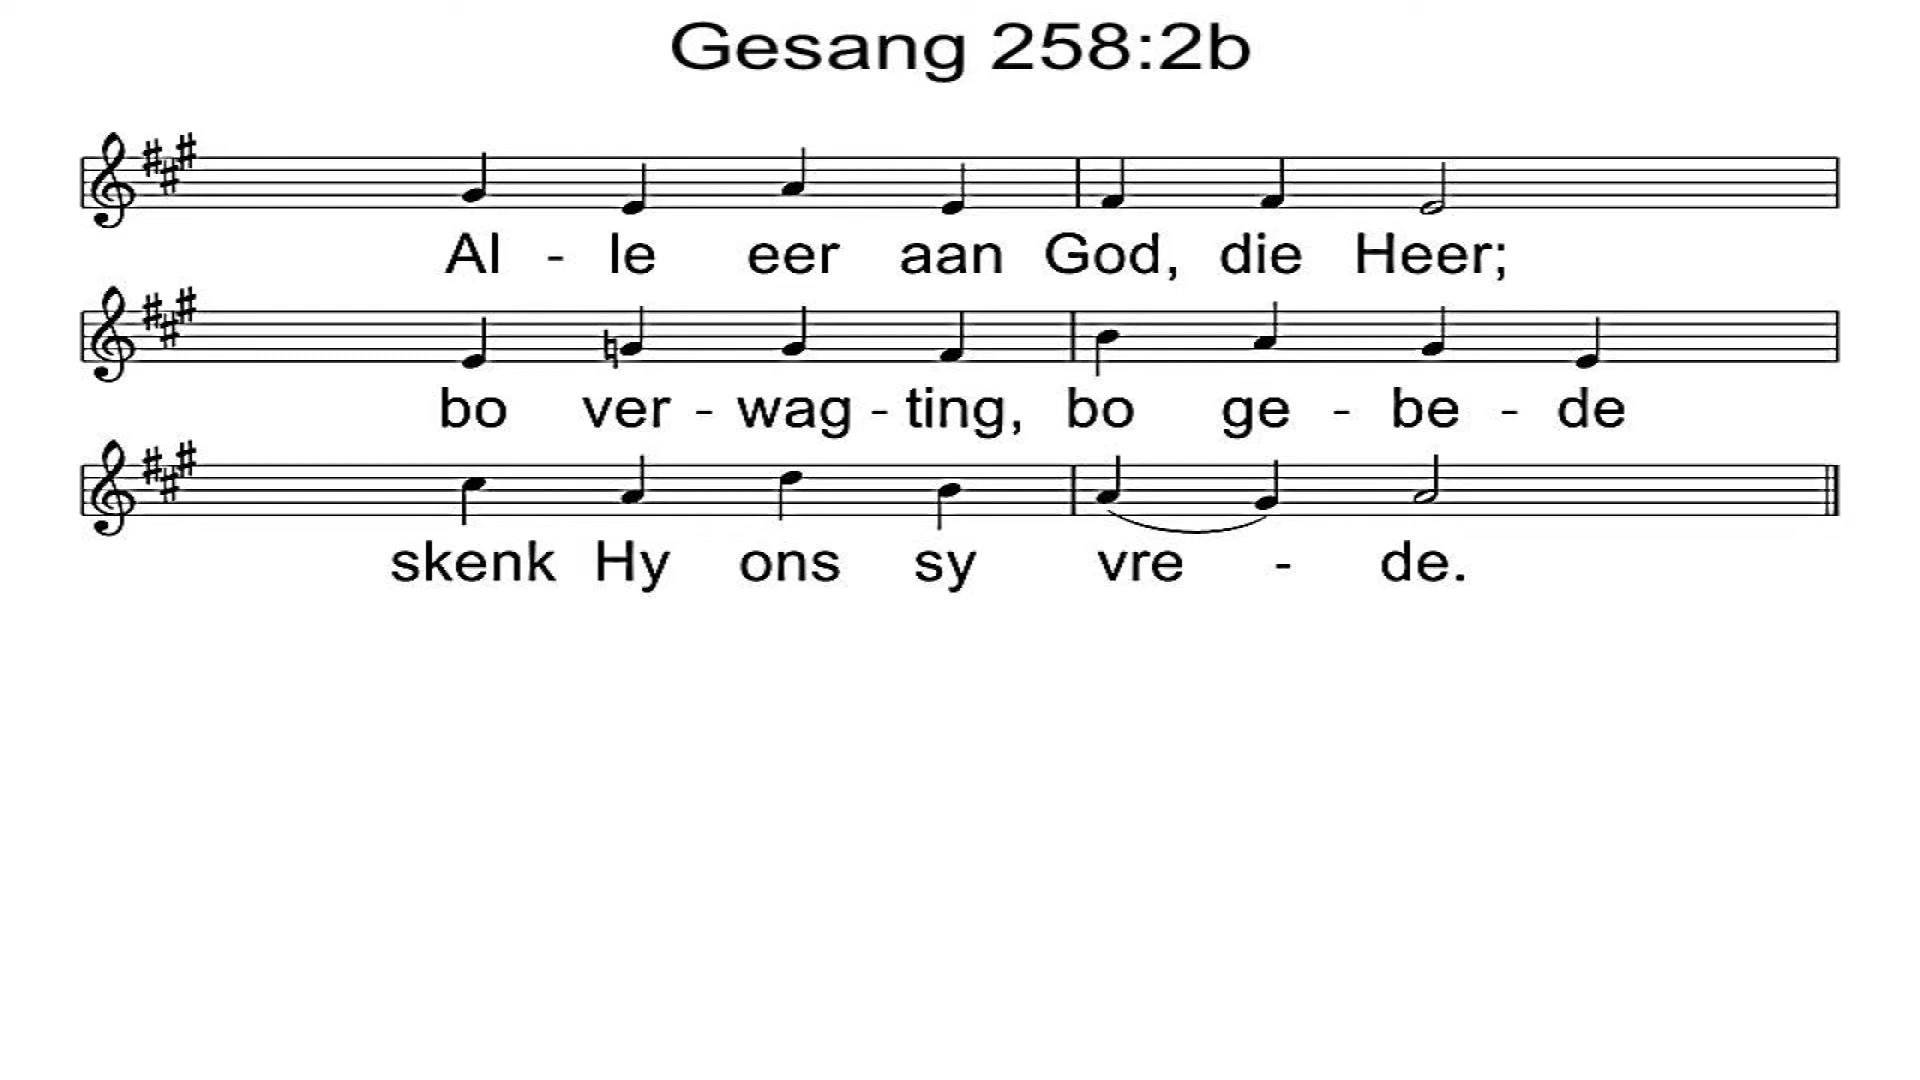 Gesang 258:2b
Al - le eer aan God, die Heer;
bo ver - wag - ting, bo ge - be - de
skenk Hy ons sy vre - de.